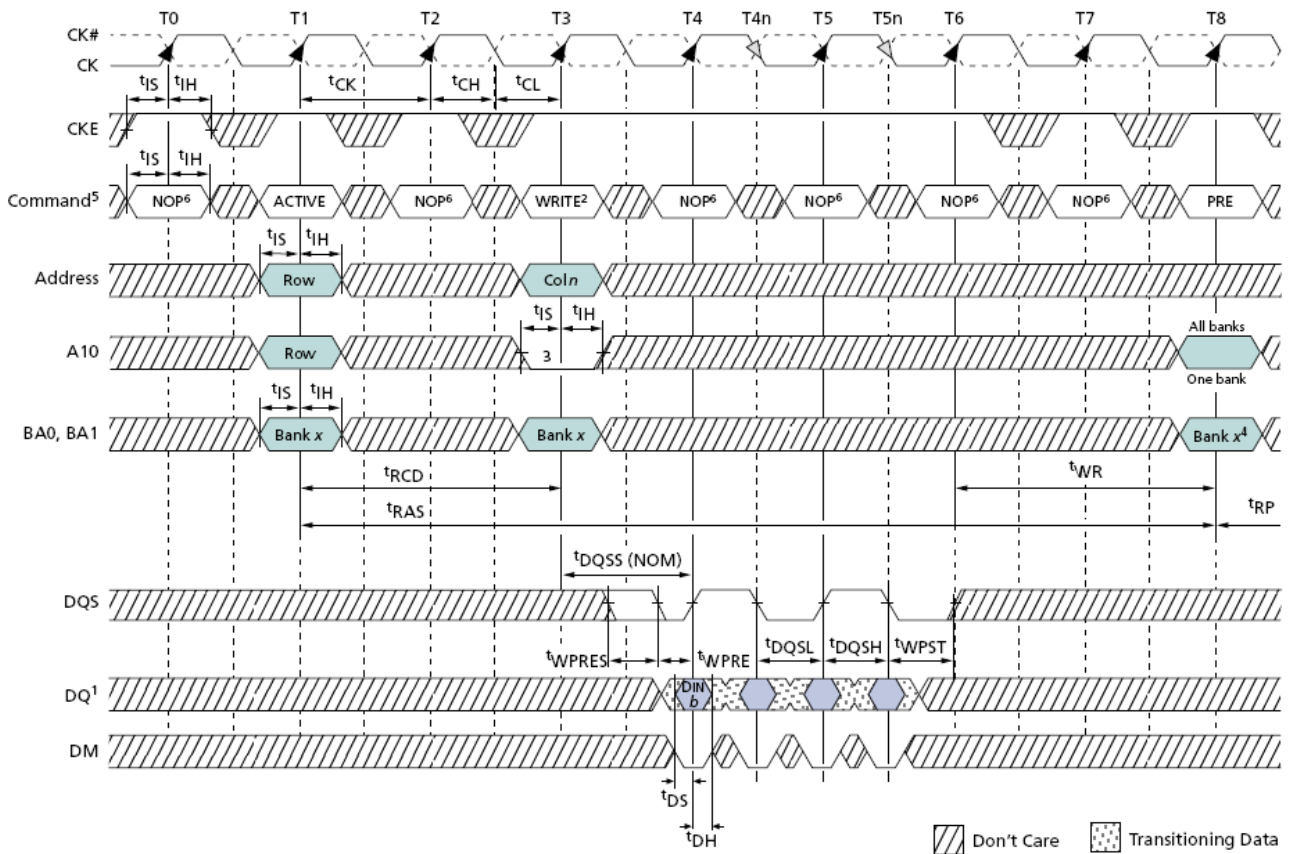 T0 T1 T2 T3 T4 T4n T5 T5n T6 T7 T8
CK#
CK
tIS tIH tCK tCH tCL
CKE
tIS tIH
Command5 NOP6 ACTIVE NOP6 WRITE2 NOP6 NOP6 NOP6 NOP6 PRE
tIS tIH
Address Row Col n
tIS tIH
All banks
A10 Row 3
One bank
tIS tIH
BA0, BA1 Bank x Bank x Bank x4
tRCD tWR
tRAS tRP
tDQSS (NOM)
DQS
tWPRES tWPRE tDQSL tDQSH tWPST
DQ1 DIN
b
DM
tDS
tDH
Don't Care Transitioning Data